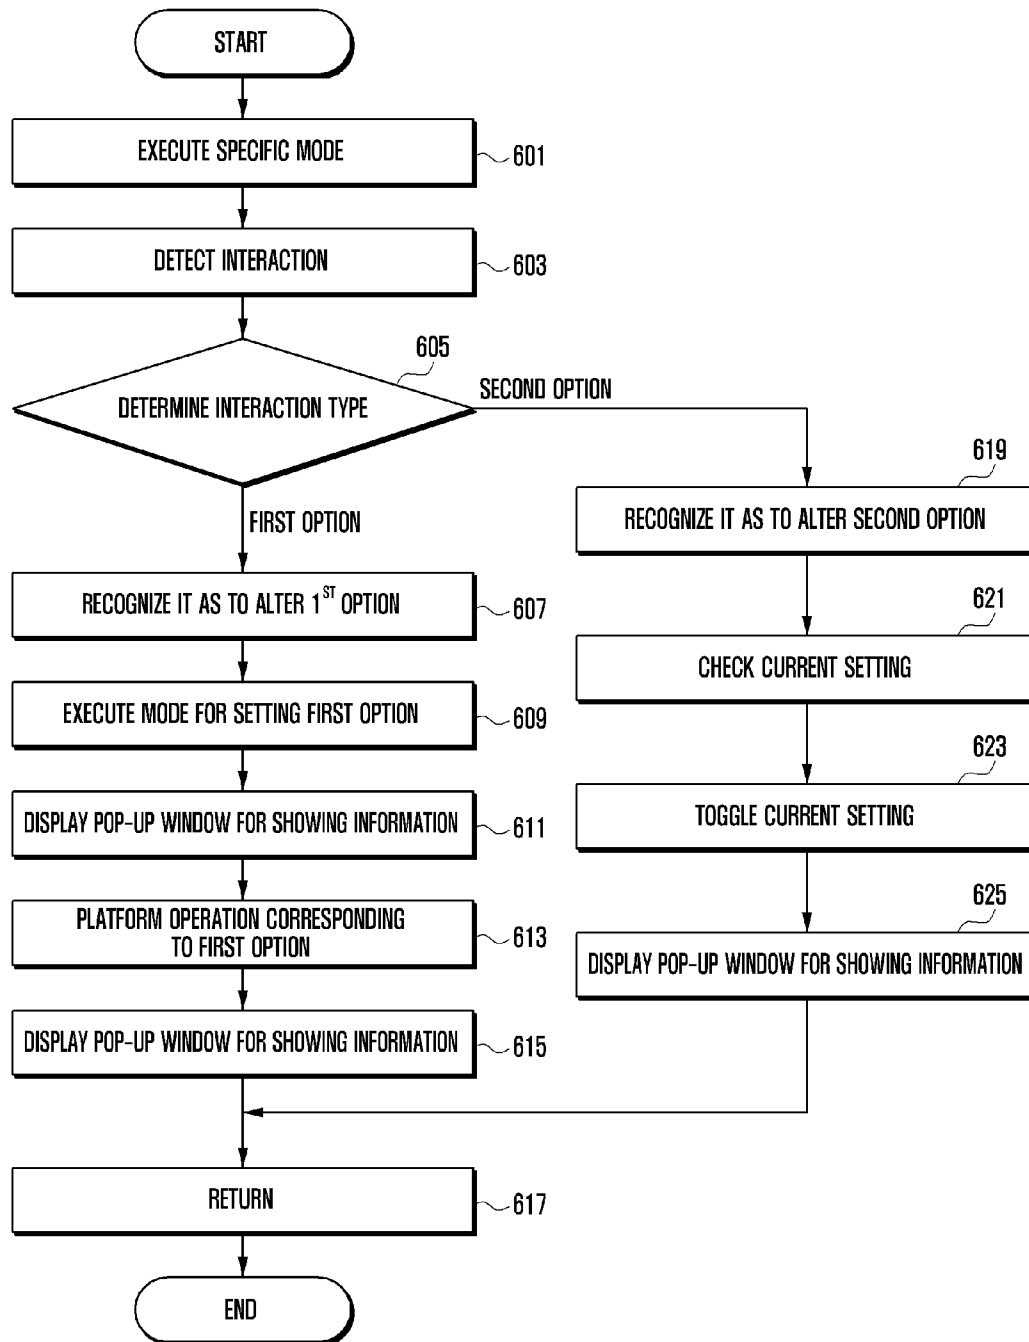 START
EXECUTE SPECIFIC MODE
601
DETECT INTERACTION
603
605
DETERMINE INTERACTION TYPE
SECOND OPTION
FIRST OPTION
RECOGNIZE IT AS TO ALTER 1ST OPTION
607
EXECUTE MODE FOR SETTING FIRST OPTION
609
DISPLAY POP-UP WINDOW FOR SHOWING INFORMATION
611
PLATFORM OPERATION CORRESPONDING
TO FIRST OPTION
613
DISPLAY POP-UP WINDOW FOR SHOWING INFORMATION
615
619
RECOGNIZE IT AS TO ALTER SECOND OPTION
621
CHECK CURRENT SETTING
623
TOGGLE CURRENT SETTING
625
DISPLAY POP-UP WINDOW FOR SHOWING INFORMATION
RETURN
617
END